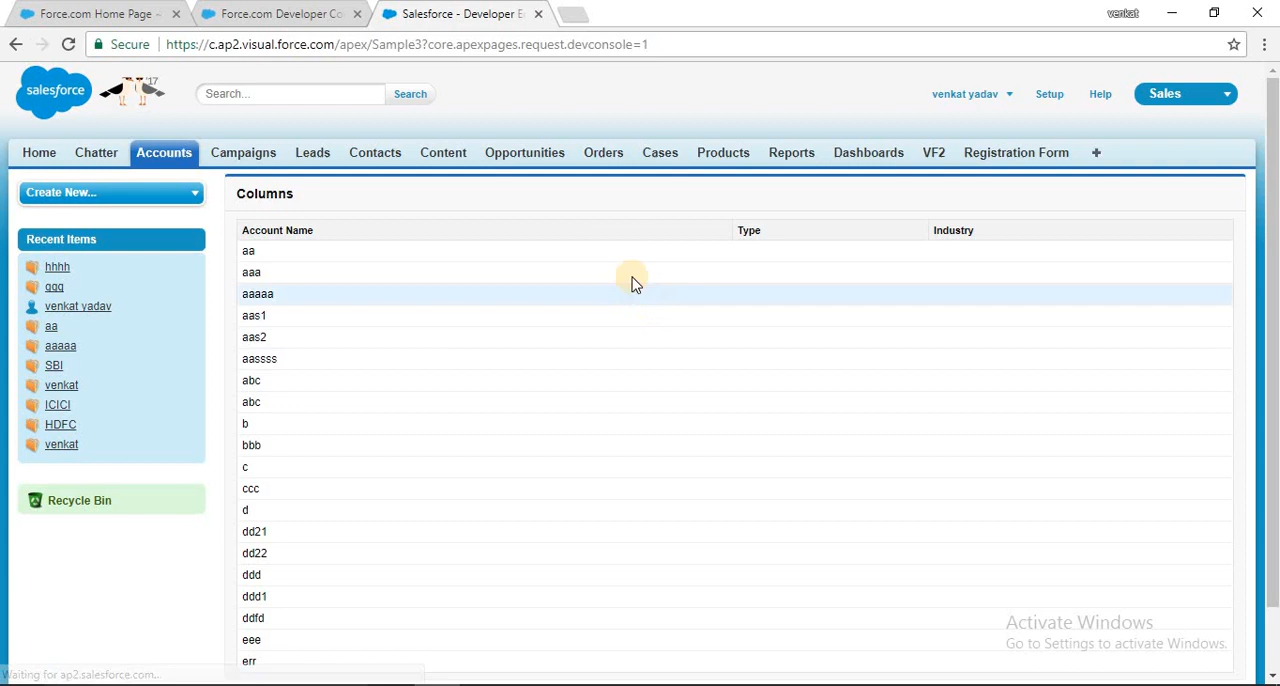 Force.com Home Page -
Force.com Developer Co
Salesforce - Developer E
venkat
Secure
https://c.ap2.visual.force.com/apex/Sample3?core.apexpages.request.devconsole=1
salesforce
'17
Search...
Search
venkat yadav
Setup
Help
Sales
Home Chatter Accounts Campaigns Leads Contacts Content Opportunities Orders Cases Products Reports Dashboards VF2 Registration Form +
Create New...
Recent Items
hhhh
ggg
venkat yadav
aa
aaaaa
SBI
venkat
ICICI
HDFC
venkat
Recycle Bin
Columns
Account Name Type Industry
aa
aaa
aaaaa
aas1
aas2
aassss
abc
abc
b
bbb
c
ccc
d
dd21
dd22
ddd
ddd1
ddfd
eee
err
Activate Windows
Go to Settings to activate Windows.
Waiting for ap2.salesforce.com...